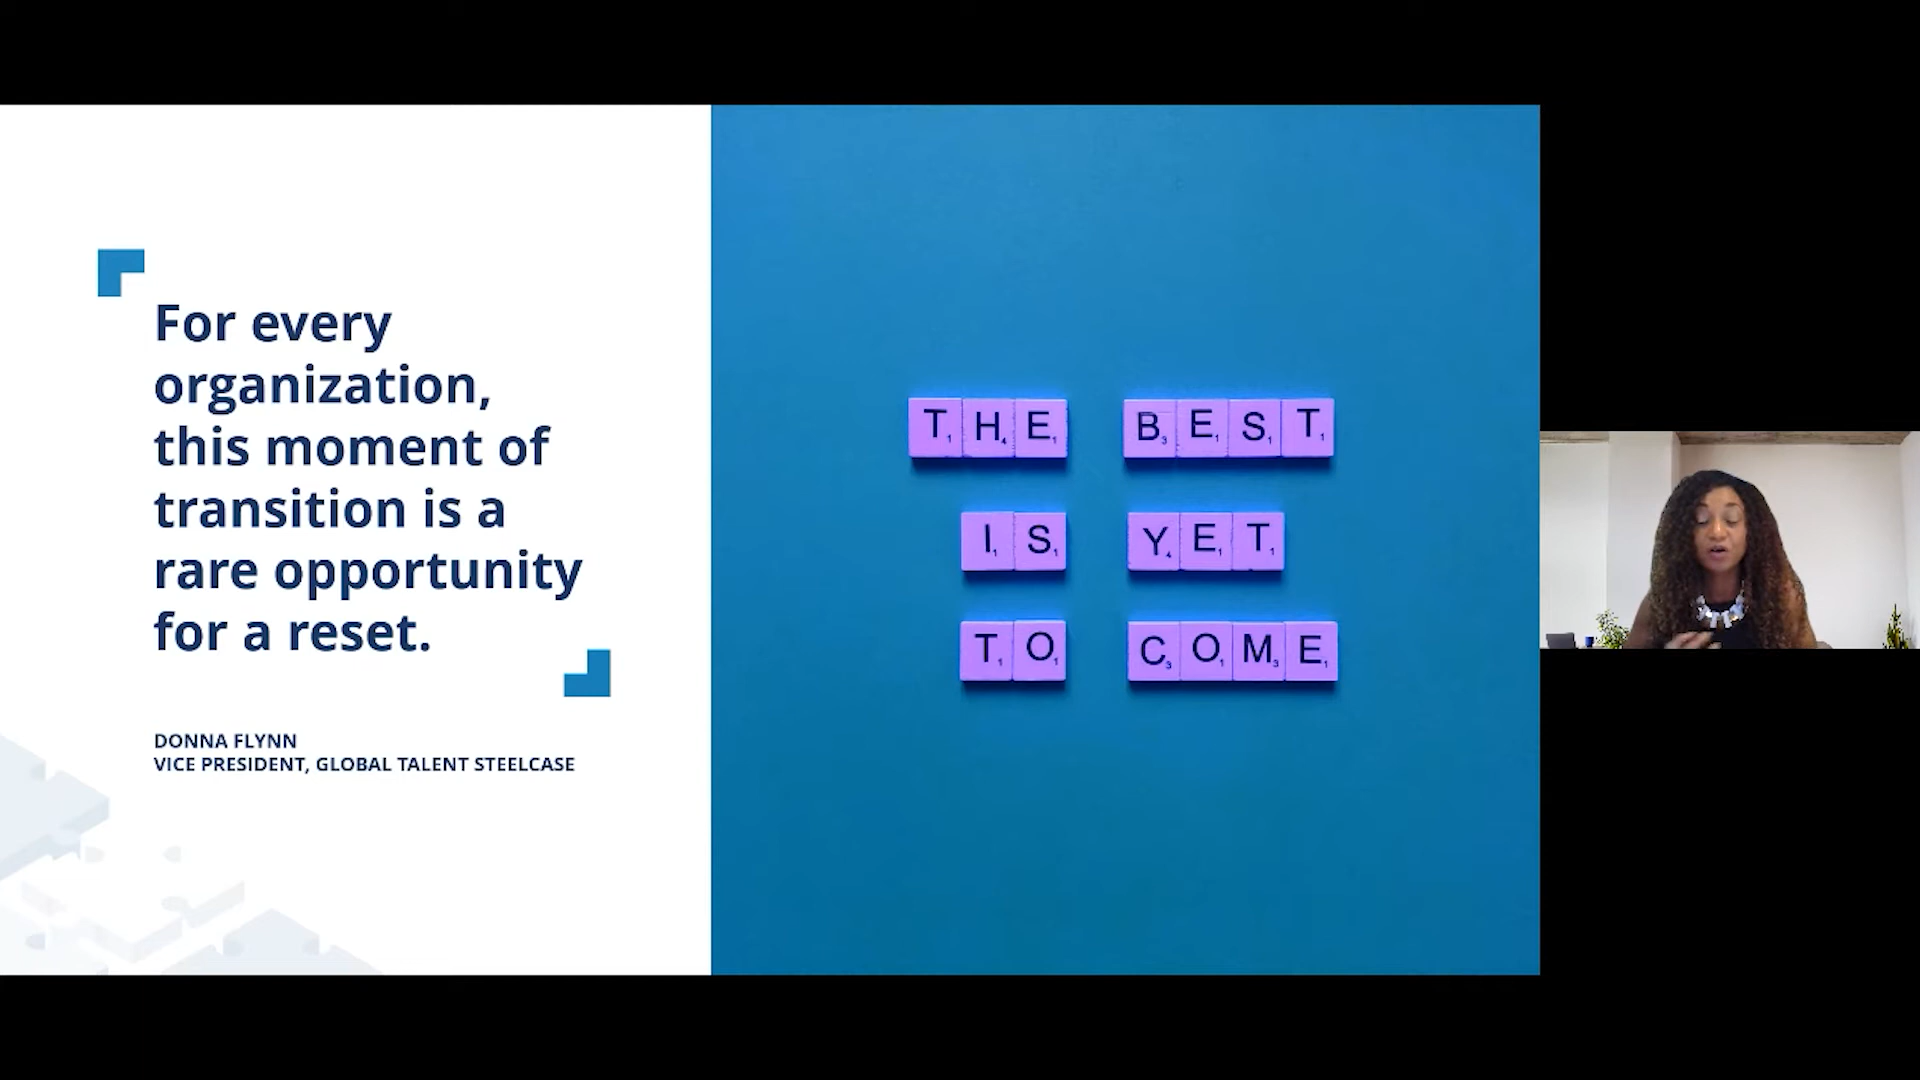 For every
organization,
this moment of
transition is a
rare opportunity
for a reset.
DONNA FLYNN
VICE PRESIDENT, GLOBAL TALENT STEELCASE
THE BEST
IS YET
TO COME